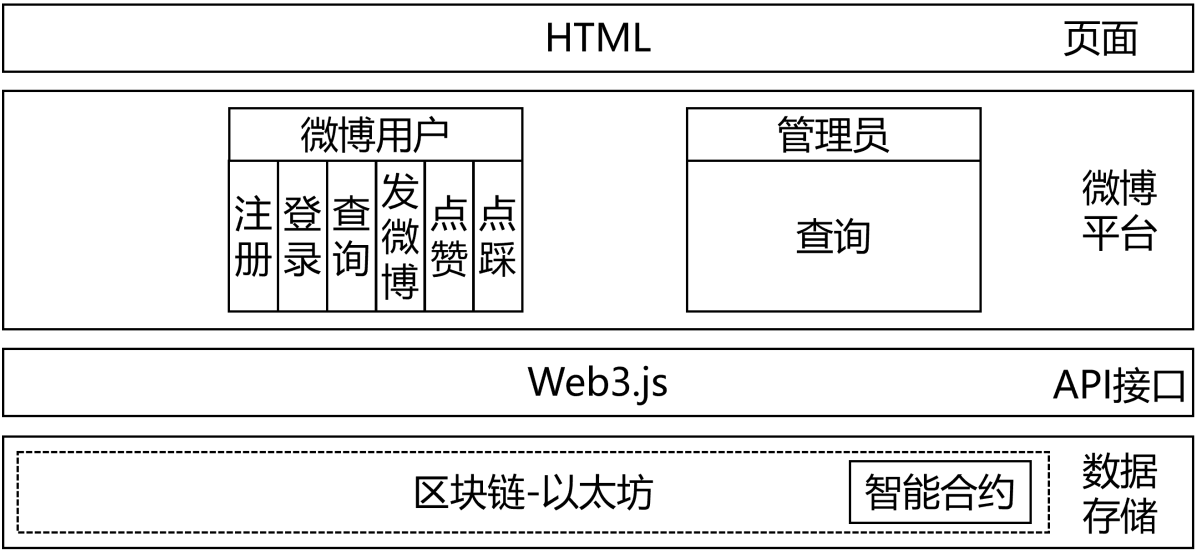 HTML
页面
微博用户
注册
登录
查询
发微博
点赞
点踩
管理员
查询
微博
平台
Web3.js
API接口
区块链-以太坊
智能合约
数据
存储